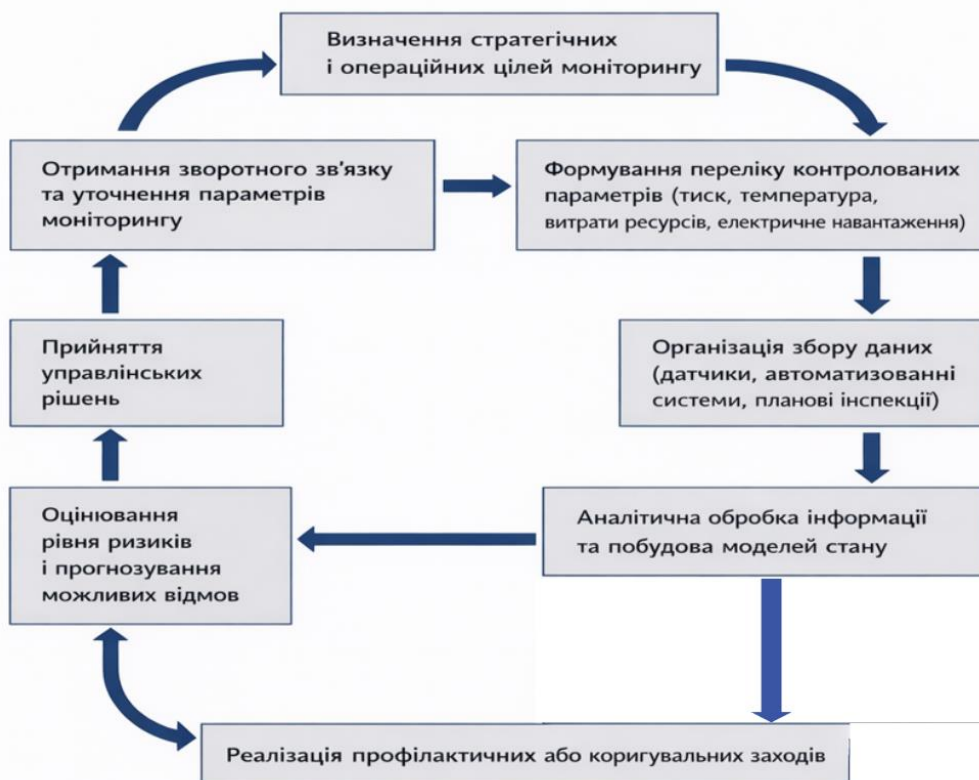 Визначення стратегічних
і операційних цілей моніторингу
Отримання зворотного зв'язку
та уточнення параметрів
моніторингу
Формування переліку контролованих
параметрів (тиск, температура,
витрати ресурсів, електричне навантаження)
Прийняття
управлінських
рішень
Організація збору даних
(датчики, автоматизованні
системи, планові інспекції)
Оцінювання
рівня ризиків
і прогнозування
можливих відмов
Аналітична обробка інформації
та побудова моделей стану
Реалізація профілактичних або коригувальних заходів